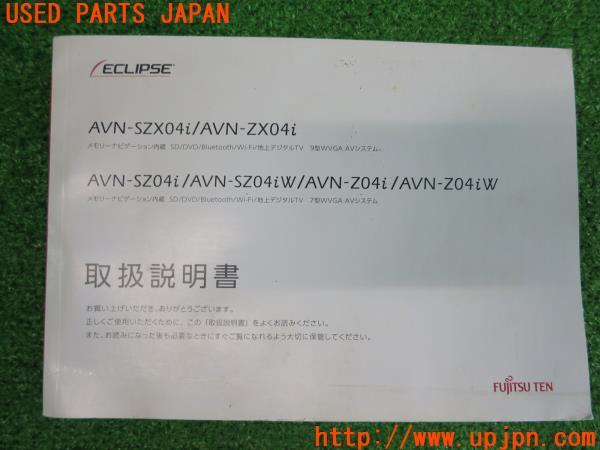 USED PARTS JAPAN
ECLIPSE
AVN-SZX04i/AVN-ZX04i
メモリーナビゲーション内蔵 SD/DVD/Bluetooth/Wi-Fi/地上デジタルTV 9型WVGA AVシステム
AVN-SZ04i/AVN-SZ04iW/AVN-Z04i/AVN-Z04iW
メモリーナビゲーション内蔵 SD/DVD/Bluetooth/Wi-Fi/地上デジタルTV 7型WVGA AVシステム
取扱説明書
お買い上げいただき、ありがとうございます。
正しくご使用いただくために、この「取扱説明書」をよくお読みください。
また、お読みになった後も必要なときにすぐご覧になれるよう大切に保管してください。
FUJITSU TEN
http://www.upjpn.com/